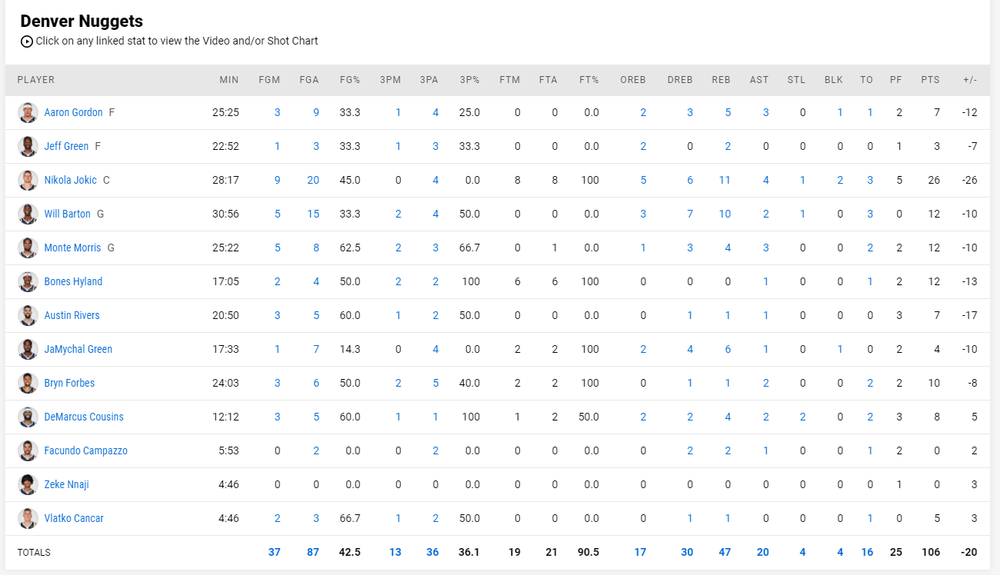 Denver Nuggets
Click on any linked stat to view the Video and/or Shot Chart
PLAYER MIN FGM FGA FG% 3PM 3PA 3P% FTM FTA FT% OREB DREB REB AST STL BLK TO PF PTS +/-
Aaron Gordon F 25:25 3 9 33.3 1 4 25.0 0 0 0.0 2 3 5 3 0 1 1 2 7 -12
Jeff Green F 22:52 1 3 33.3 1 3 33.3 0 0 0.0 2 0 2 0 0 0 0 1 3 -7
Nikola Jokic C 28:17 9 20 45.0 0 4 0.0 8 8 100 5 6 11 4 1 2 3 5 26 -26
Will Barton G 30:56 5 15 33.3 2 4 50.0 0 0 0.0 3 7 10 2 1 0 3 0 12 -10
Monte Morris G 25:22 5 8 62.5 2 3 66.7 0 1 0.0 1 3 4 3 0 0 2 2 12 -10
Bones Hyland 17:05 2 4 50.0 2 2 100 6 6 100 0 0 0 1 0 0 1 2 12 -13
Austin Rivers 20:50 3 5 60.0 1 2 50.0 0 0 0.0 0 1 1 1 0 0 0 3 7 -17
JaMychal Green 17:33 1 7 14.3 0 4 0.0 2 2 100 2 4 6 1 0 1 0 2 4 -10
Bryn Forbes 24:03 3 6 50.0 2 5 40.0 2 2 100 0 1 1 2 0 0 2 2 10 -8
DeMarcus Cousins 12:12 3 5 60.0 1 1 100 1 2 50.0 2 2 4 2 2 0 2 3 8 5
Facundo Campazzo 5:53 0 2 0.0 0 2 0.0 0 0 0.0 0 2 2 1 0 0 1 2 0 2
Zeke Nnaji 4:46 0 0 0.0 0 0 0.0 0 0 0.0 0 0 0 0 0 0 0 1 0 3
Vlatko Cancar 4:46 2 3 66.7 1 2 50.0 0 0 0.0 0 1 1 0 0 0 1 0 5 3
TOTALS 37 87 42.5 13 36 36.1 19 21 90.5 17 30 47 20 4 4 16 25 106 -20